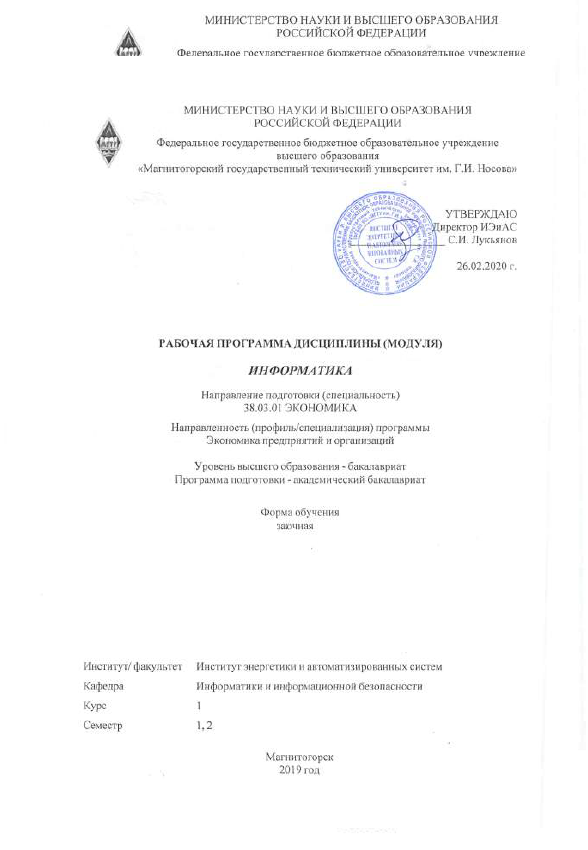 МИНИСТЕРСТВО НАУКИ И ВЫСШЕГО ОБРАЗОВАНИЯ
РОССИЙСКОЙ ФЕДЕРАЦИИ
Федеральное государственное бюджетное образовательное учреждение
МИНИСТЕРСТВО НАУКИ И ВЫСШЕГО ОБРАЗОВАНИЯ
РОССИЙСКОЙ ФЕДЕРАЦИИ
Федеральное государственное бюджетное образовательное учреждение
высшего образования
«Магнитогорский государственный технический университет им. Г.И. Носова»
УТВЕРЖДАЮ
Директор ИЭиАС
С.И. Лукьянов
26.02.2020 г.
РАБОЧАЯ ПРОГРАММА ДИСЦИПЛИНЫ (МОДУЛЯ)
ИНФОРМАТИКА
Направление подготовки (специальность)
38.03.01 ЭКОНОМИКА
Направленность (профиль/специализация) программы
Экономика предприятий и организаций
Уровень высшего образования - бакалавриат
Программа подготовки - академический бакалавриат
Форма обучения
заочная
Институт/ факультет Институт энергетики и автоматизированных систем
Кафедра Информатики и информационной безопасности
Курс 1
Семестр 1, 2
Магнитогорск
2019 год